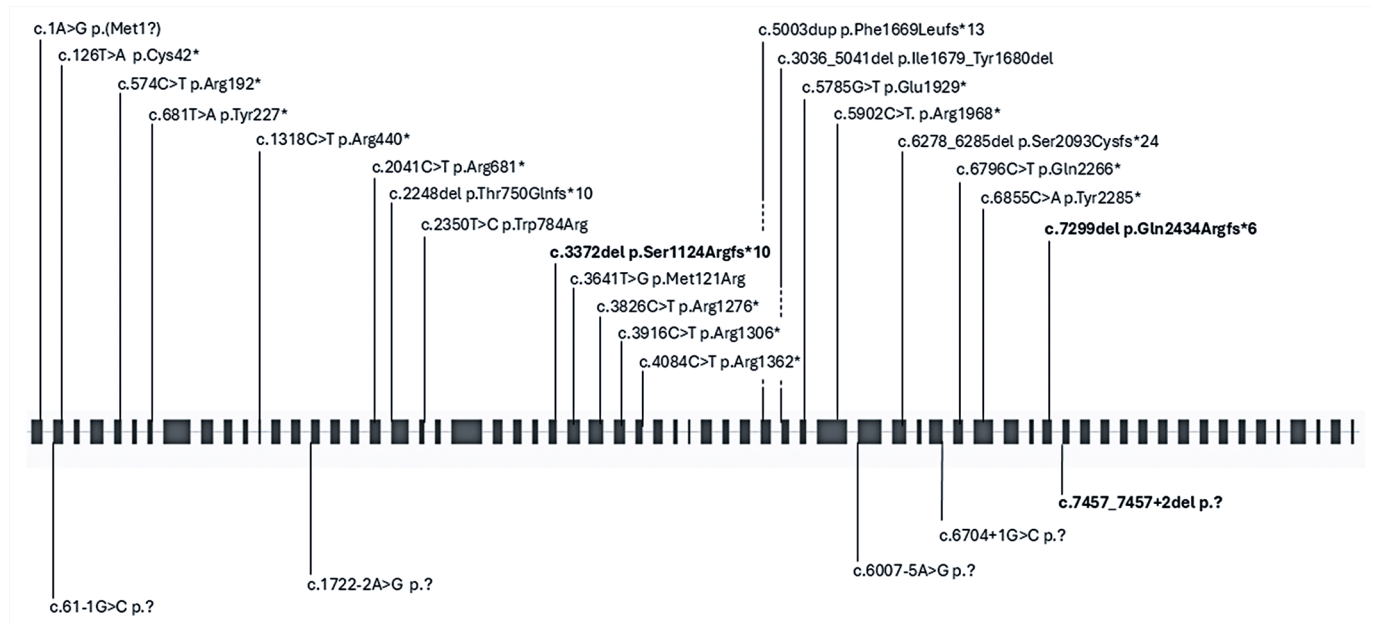 c.1A>G p.(Met1?)
c.126T>A p.Cys42*
c.574C>T p.Arg192*
c.681T>A p.Tyr227*
c.1318C>T p.Arg440*
c.2041C>T p.Arg681*
c.2248del p.Thr750Glnfs*10
c.2350T>C p.Trp784Arg
c.3372del p.Ser1124Argfs*10
c.3641T>G p.Met121Arg
c.3826C>T p.Arg1276*
c.3916C>T p.Arg1306*
c.4084C>T p.Arg1362*
c.5003dup p.Phe1669Leufs*13
c.3036_5041del p.Ile1679_Tyr1680del
c.5785G>T p.Glu1929*
c.5902C>T. p.Arg1968*
c.6278_6285del p.Ser2093Cysfs*24
c.6796C>T p.Gln2266*
c.6855C>A p.Tyr2285*
c.7299del p.Gln2434Argfs*6
c.61-1G>C p.?
c.1722-2A>G p.?
c.6007-5A>G p.?
c.6704+1G>C p.?
c.7457_7457+2del p.?